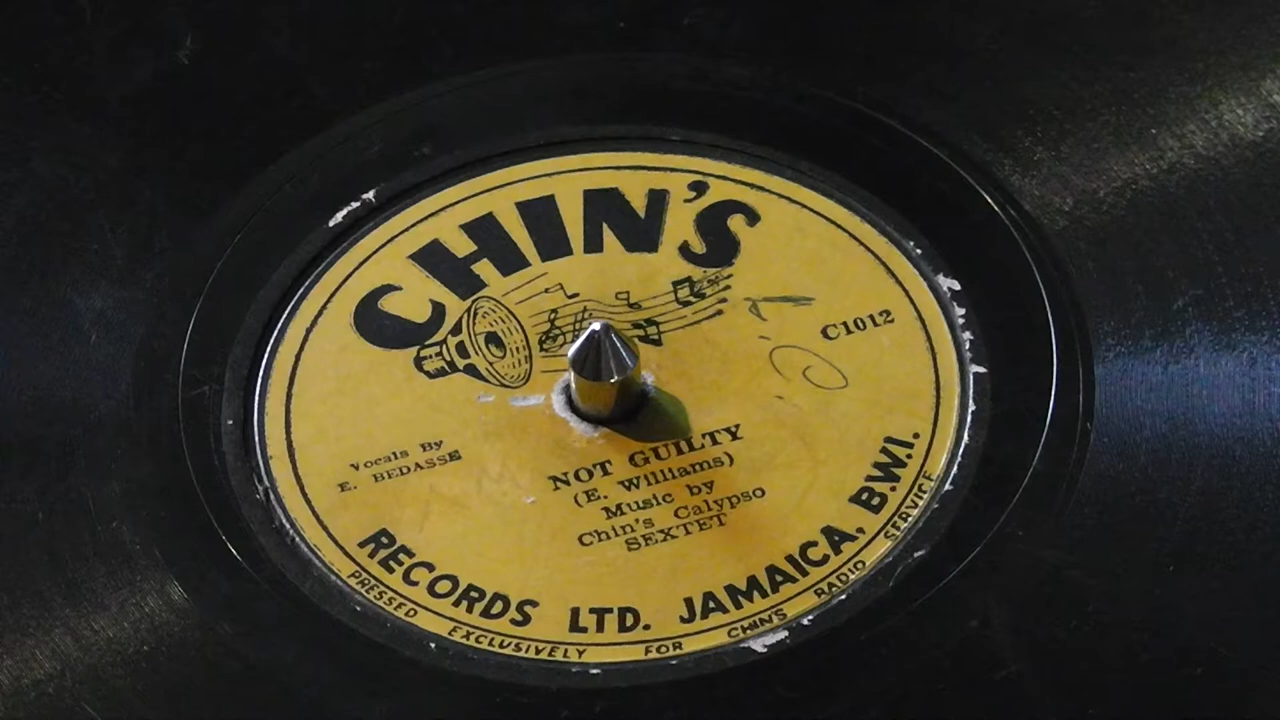 CHIN'S
C1012
Vocals By
E. BEDASSE
NOT GUILTY
(E. Williams)
Music by
Chin's Calypso
SEXTET
RECORDS LTD. JAMAICA, B.W.I.
PRESSED EXCLUSIVELY FOR CHIN'S RADIO SERVICE